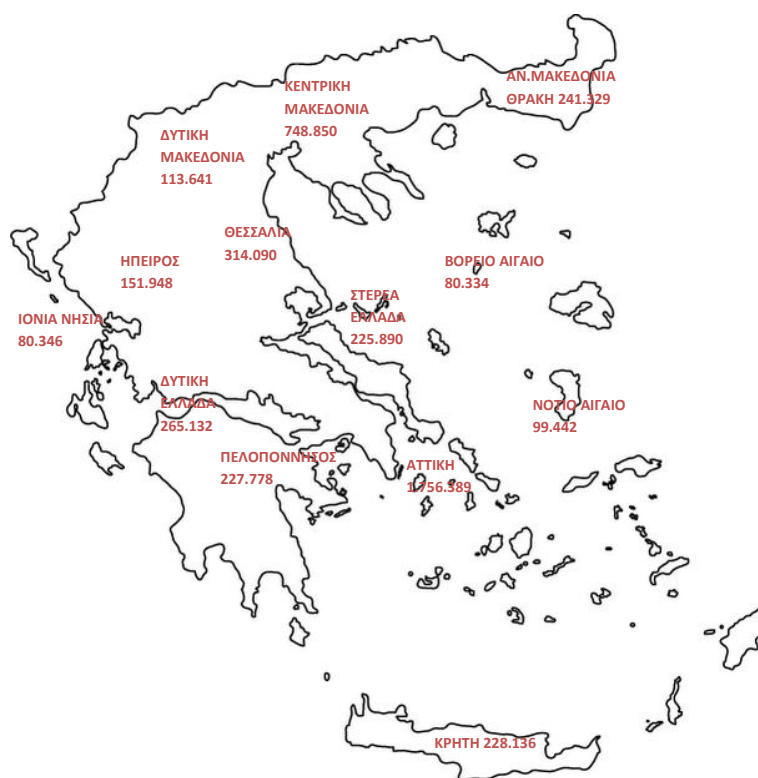 ΑΝ.ΜΑΚΕΔΟΝΙΑ
ΘΡΑΚΗ 241.329
ΚΕΝΤΡΙΚΗ
ΜΑΚΕΔΟΝΙΑ
748.850
ΔΥΤΙΚΗ
ΜΑΚΕΔΟΝΙΑ
113.641
ΘΕΣΣΑΛΙΑ
314.090
ΗΠΕΙΡΟΣ
151.948
ΒΟΡΕΙΟ ΑΙΓΑΙΟ
80.334
ΣΤΕΡΕΑ
ΕΛΛΑΔΑ
225.890
ΙΟΝΙΑ ΝΗΣΙΑ
80.346
ΔΥΤΙΚΗ
ΕΛΛΑΔΑ
265.132
ΝΟΤΙΟ ΑΙΓΑΙΟ
99.442
ΠΕΛΟΠΟΝΝΗΣΟΣ
227.778
ΑΤΤΙΚΗ
1.756.389
ΚΡΗΤΗ 228.136